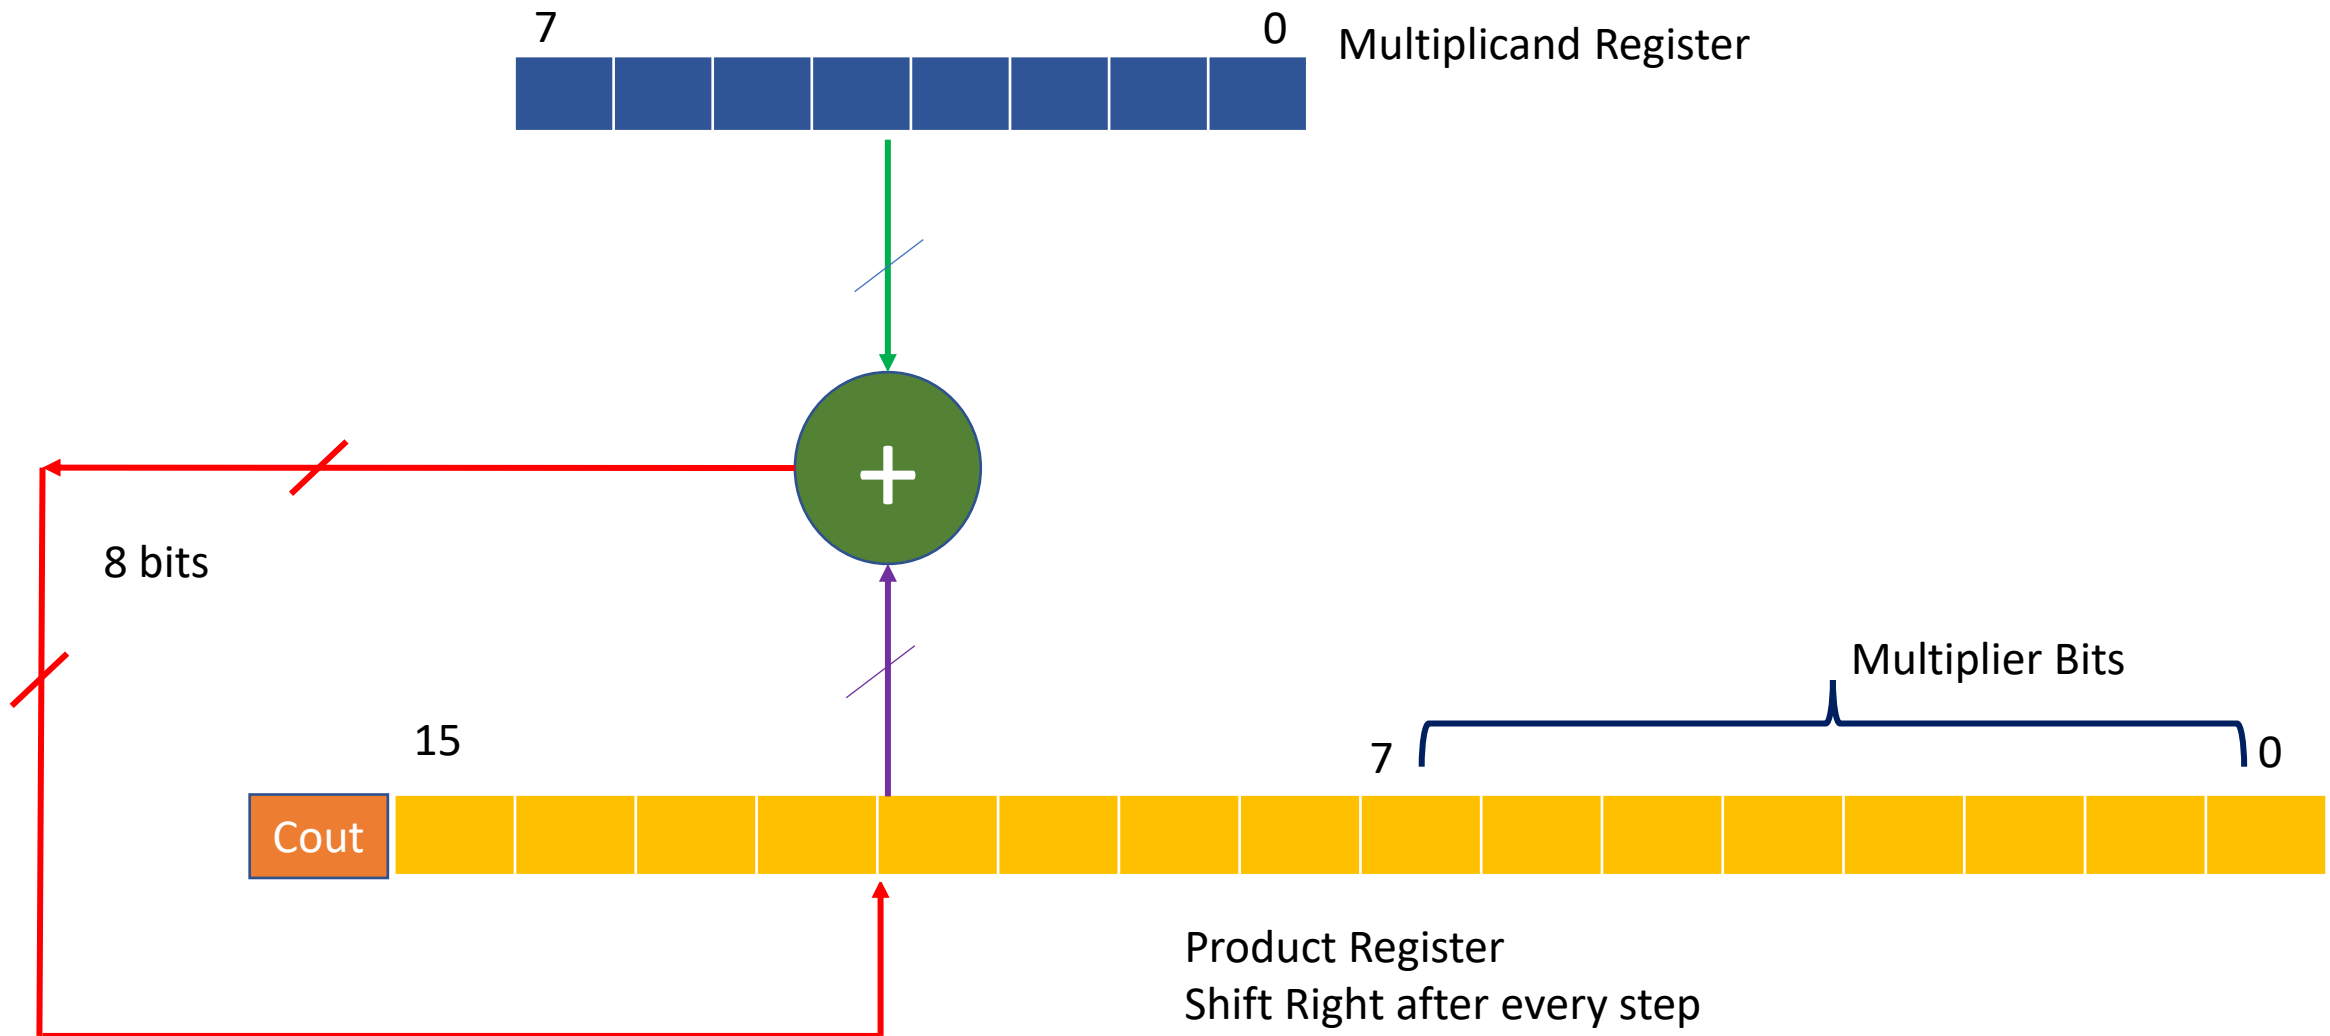 7
0
Multiplicand Register
+
8 bits
Multiplier Bits
15
7
0
Cout
Product Register
Shift Right after every step